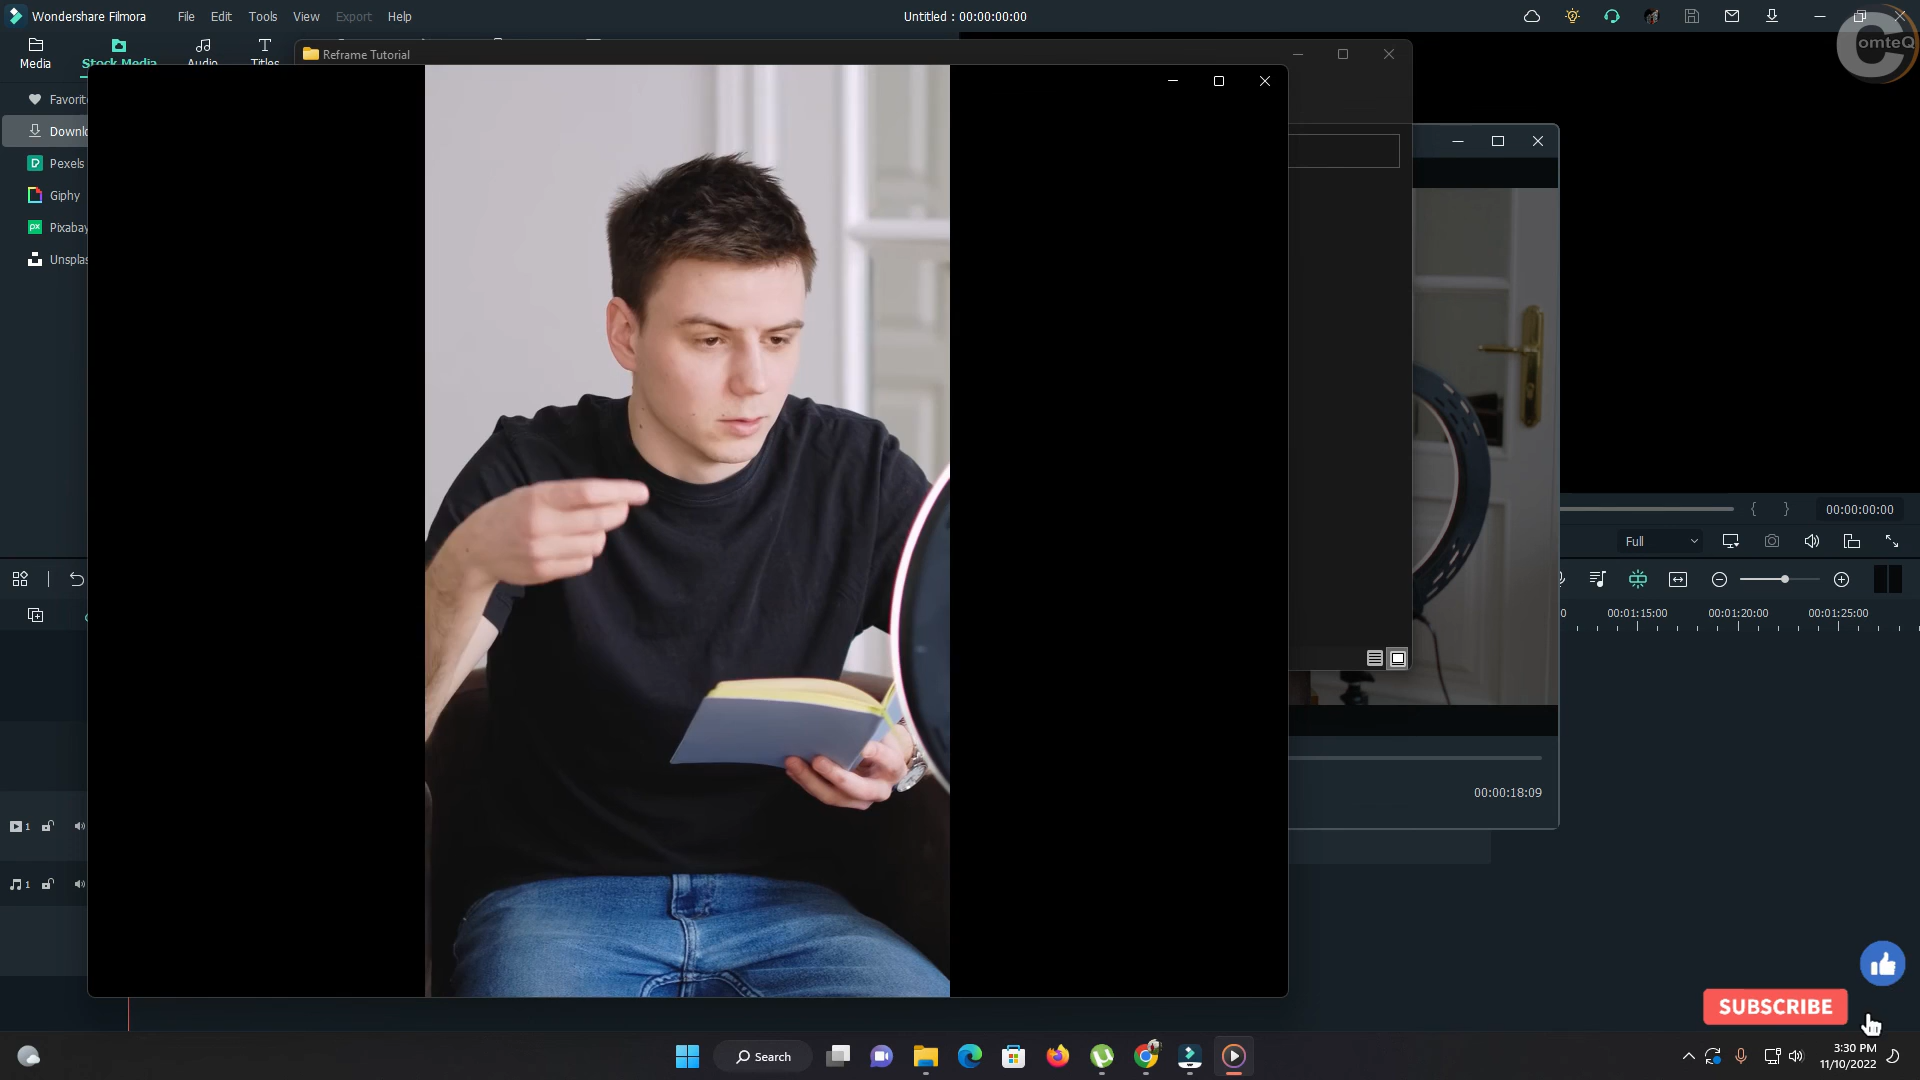 Wondershare Filmora
File Edit Tools View Export Help
Untitled : 00:00:00:00
Media
Stock Media
Audio
Titles
Reframe Tutorial
omteQ
Favorit
Downlo
Pexels
Giphy
Pixabay
Unsplas
00:00:00:00
Full
00:01:15:00 00:01:20:00 00:01:25:00
00:00:18:09
1
1
SUBSCRIBE
Search
3:30 PM
11/10/2022